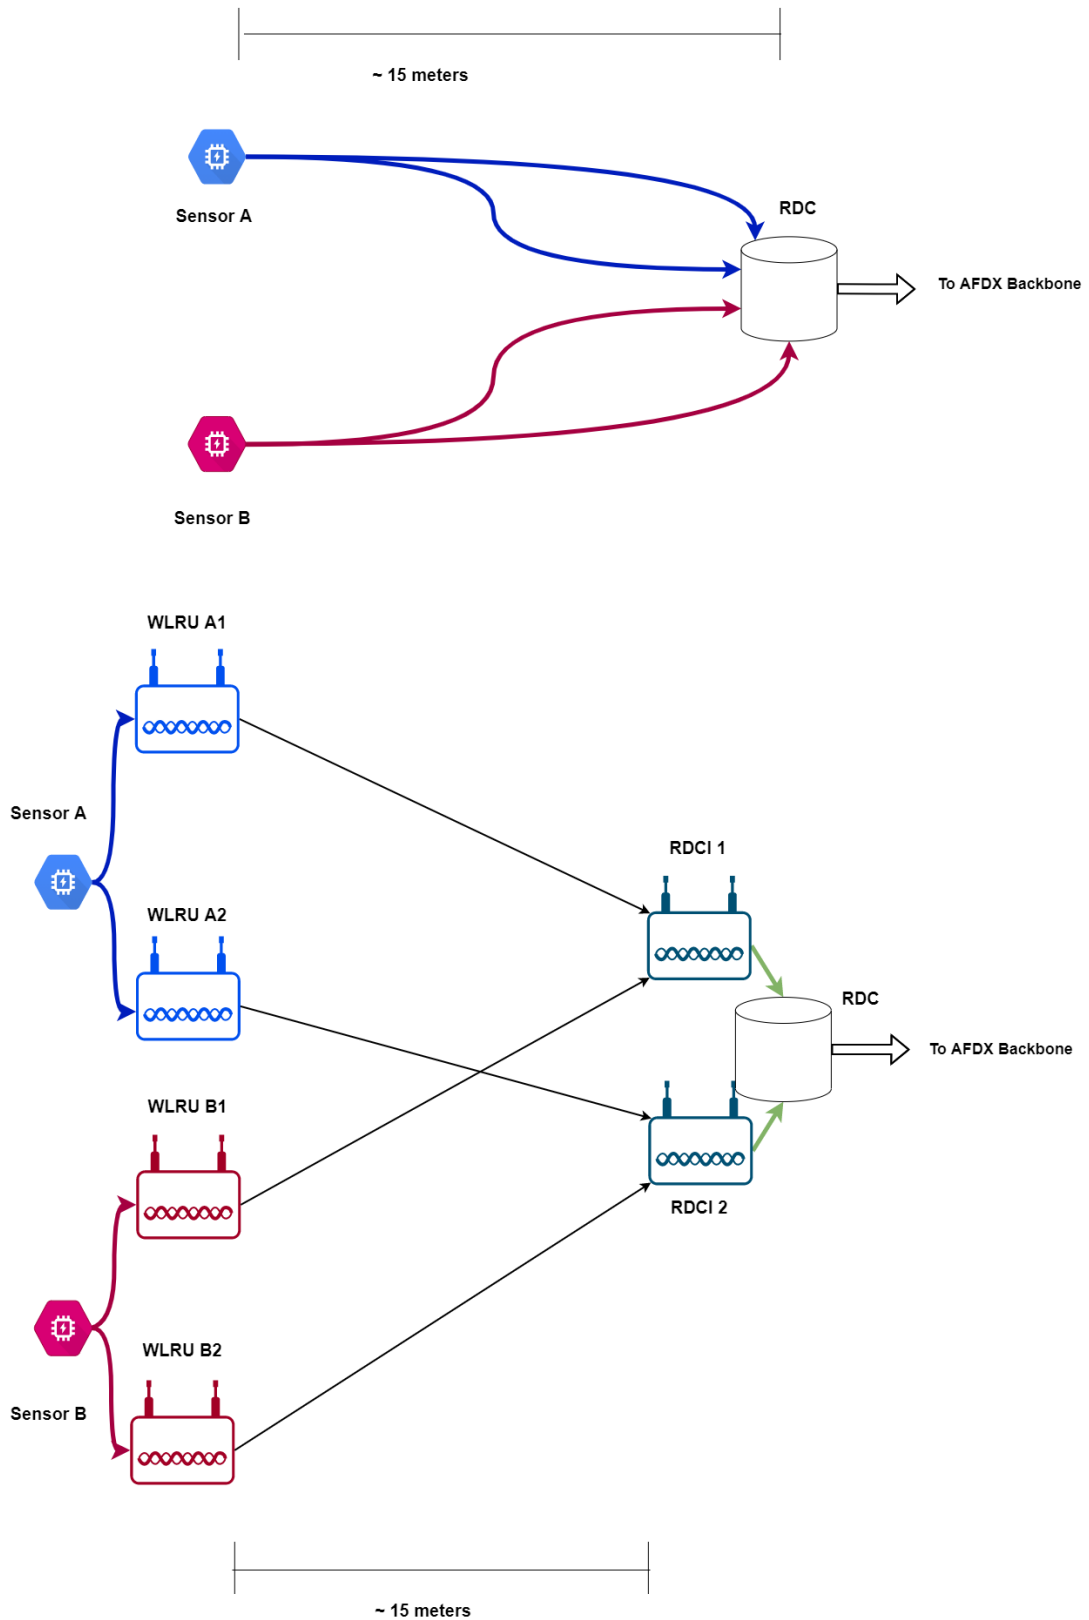 ~ 15 meters
Sensor A
RDC
To AFDX Backbone
Sensor B
WLRU A1
Sensor A
RDCI 1
WLRU A2
RDC
To AFDX Backbone
WLRU B1
RDCI 2
WLRU B2
Sensor B
~ 15 meters